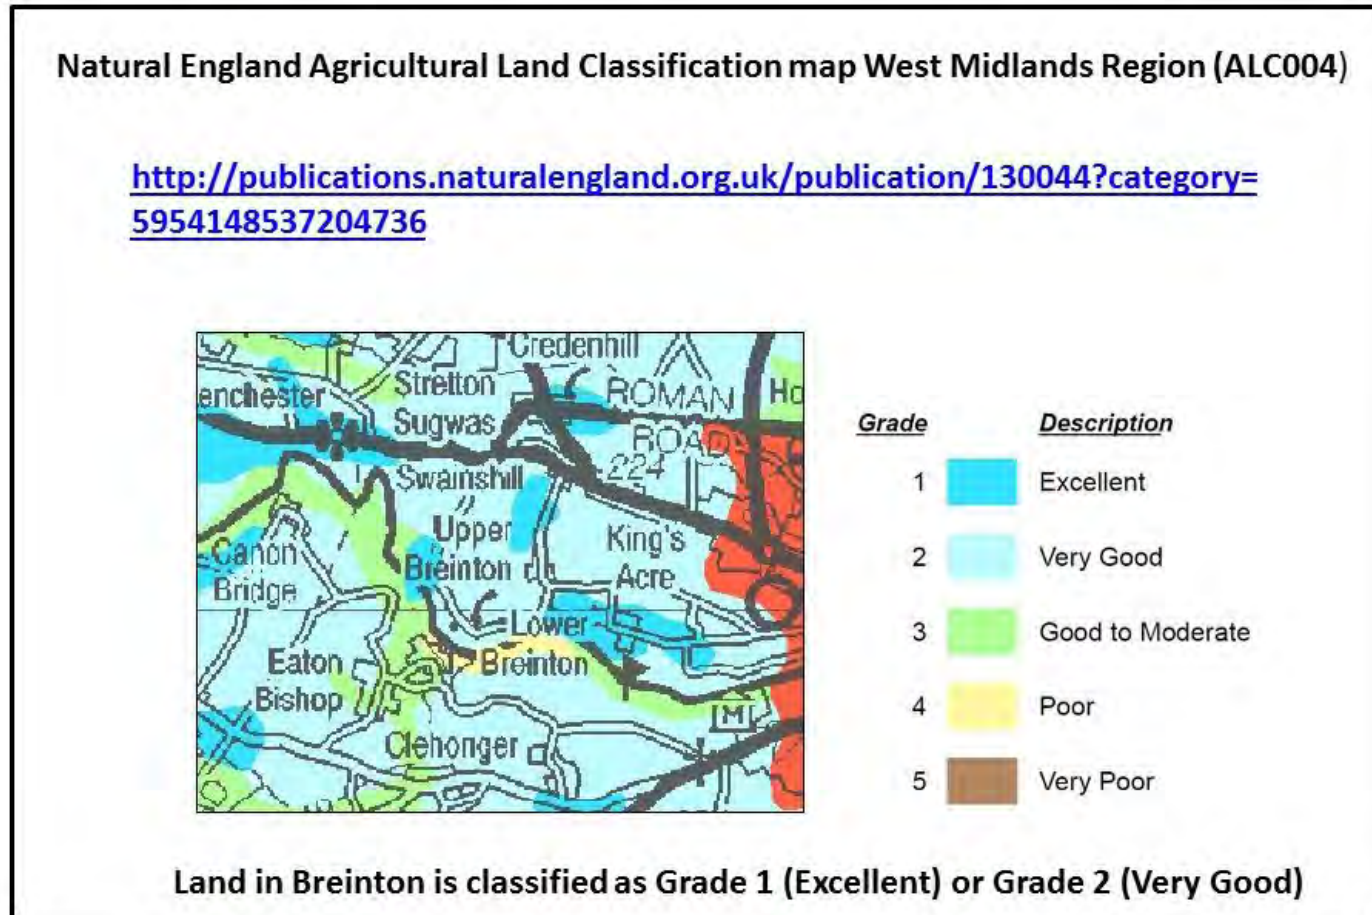 Natural England Agricultural Land Classification map West Midlands Region (ALC004)
http://publications.naturalengland.org.uk/publication/130044?category=
5954148537204736
Credenhill
enchester
Stretton
Sugwas
ROMAN
Ho
ROAD
224
Swainshill
Upper
Breinton
King's
Acre
Canon
Bridge
Lower
Breinton
Eaton
Bishop
M
Clehonger
Grade Description
1 Excellent
2 Very Good
3 Good to Moderate
4 Poor
5 Very Poor
Land in Breinton is classified as Grade 1 (Excellent) or Grade 2 (Very Good)